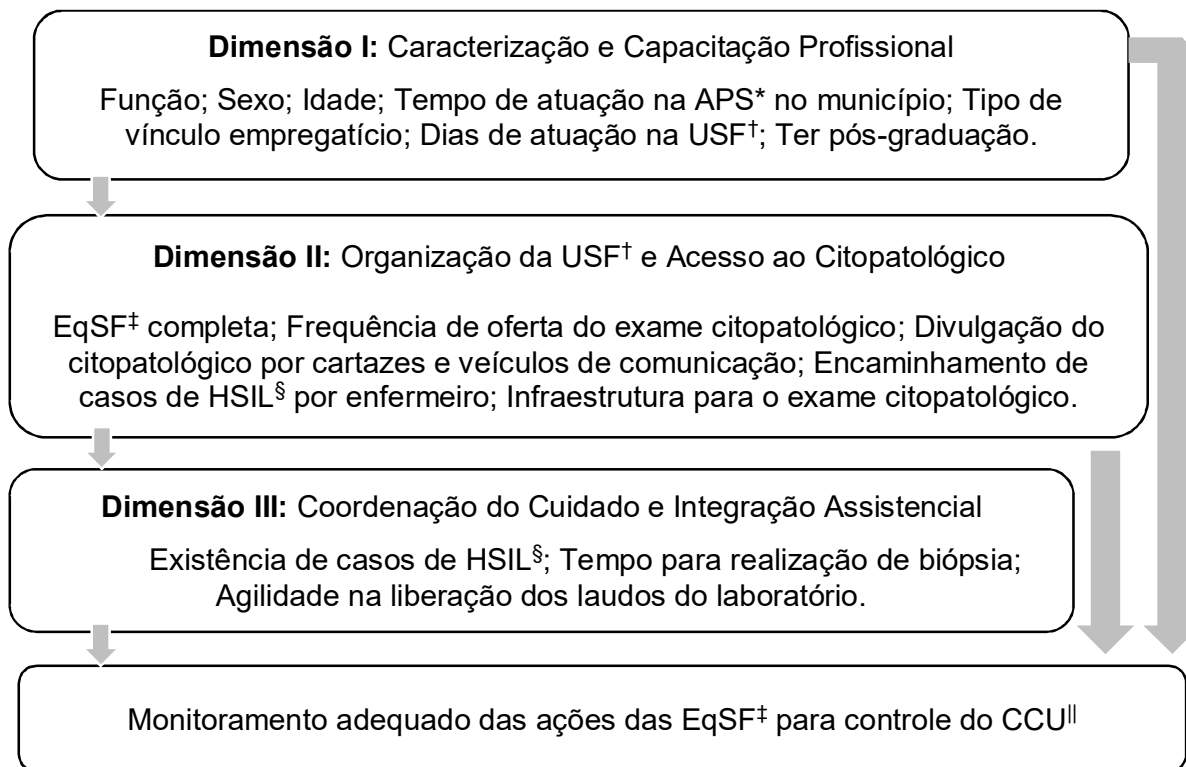 Dimensão I: Caracterização e Capacitação Profissional
Função; Sexo; Idade; Tempo de atuação na APS* no município; Tipo de
vínculo empregatício; Dias de atuação na USF†; Ter pós-graduação.
Dimensão II: Organização da USF† e Acesso ao Citopatológico
EqSF‡ completa; Frequência de oferta do exame citopatológico; Divulgação do
citopatológico por cartazes e veículos de comunicação; Encaminhamento de
casos de HSIL§ por enfermeiro; Infraestrutura para o exame citopatológico.
Dimensão III: Coordenação do Cuidado e Integração Assistencial
Existência de casos de HSIL§; Tempo para realização de biópsia;
Agilidade na liberação dos laudos do laboratório.
Monitoramento adequado das ações das EqSF‡ para controle do CCU||